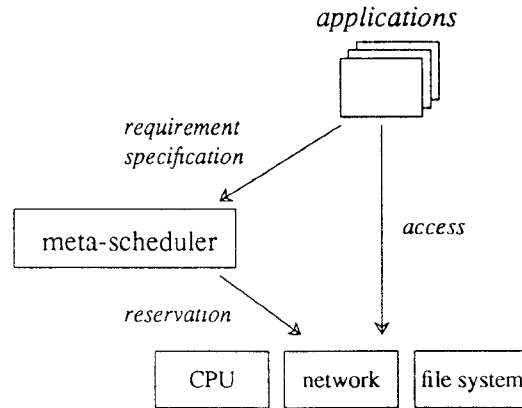 applications
requirement
specification
meta-scheduler
access
reservation
CPU
network
file system